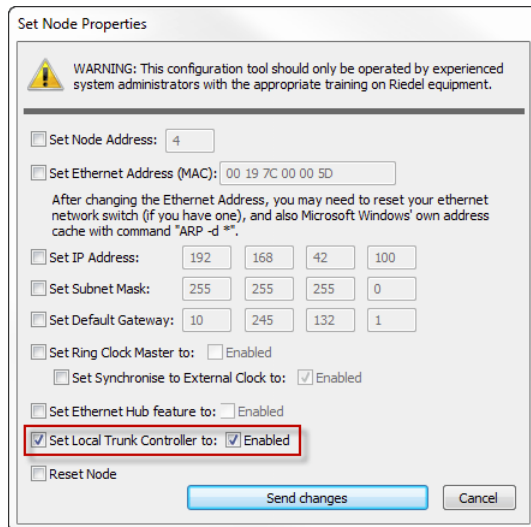 Set Node Properties
WARNING: This configuration tool should only be operated by experienced
system administrators with the appropriate training on Riedel equipment.
Set Node Address: 4
Set Ethernet Address (MAC): 00 19 7C 00 00 5D
After changing the Ethernet Address, you may need to reset your ethernet
network switch (if you have one), and also Microsoft Windows' own address
cache with command "ARP -d *".
Set IP Address: 192 168 42 100
Set Subnet Mask: 255 255 255 0
Set Default Gateway: 10 245 132 1
Set Ring Clock Master to: Enabled
Set Synchronise to External Clock to: Enabled
Set Ethernet Hub feature to: Enabled
Set Local Trunk Controller to: Enabled
Reset Node
Send changes Cancel